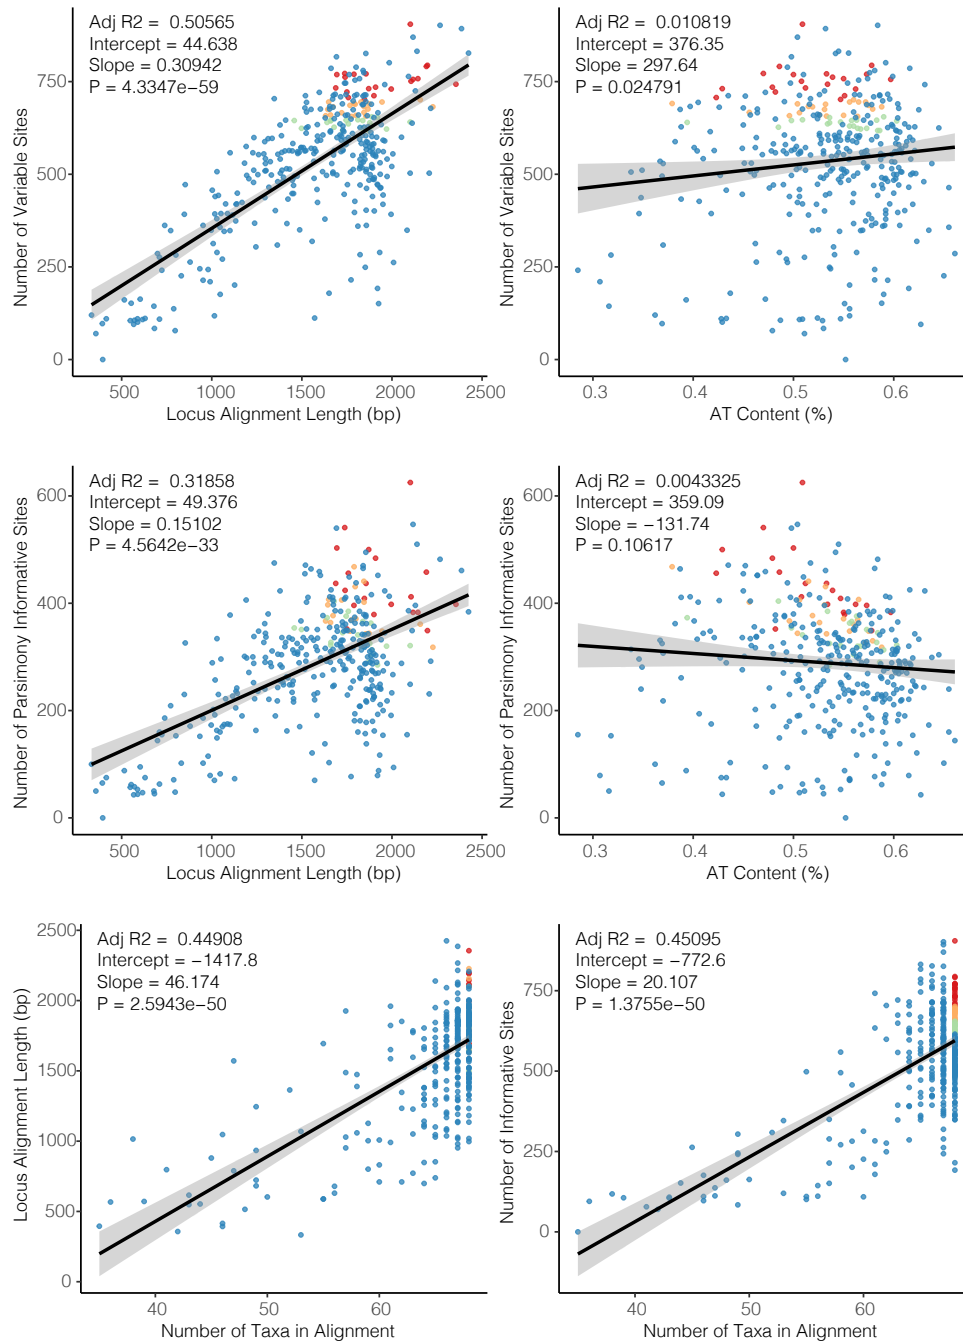 Adj R2 = 0.50565
Intercept = 44.638
Slope = 0.30942
P = 4.3347e−59
Number of Variable Sites
750
500
250
0
500 1000 1500 2000 2500
Locus Alignment Length (bp)
Adj R2 = 0.010819
Intercept = 376.35
Slope = 297.64
P = 0.024791
Number of Variable Sites
750
500
250
0
0.3 0.4 0.5 0.6
AT Content (%)
Adj R2 = 0.31858
Intercept = 49.376
Slope = 0.15102
P = 4.5642e−33
Number of Parsimony Informative Sites
600
400
200
0
500 1000 1500 2000 2500
Locus Alignment Length (bp)
Adj R2 = 0.0043325
Intercept = 359.09
Slope = −131.74
P = 0.10617
Number of Parsimony Informative Sites
600
400
200
0
0.3 0.4 0.5 0.6
AT Content (%)
Adj R2 = 0.44908
Intercept = −1417.8
Slope = 46.174
P = 2.5943e−50
Locus Alignment Length (bp)
2500
2000
1500
1000
500
0
40 50 60
Number of Taxa in Alignment
Adj R2 = 0.45095
Intercept = −772.6
Slope = 20.107
P = 1.3755e−50
Number of Informative Sites
750
500
250
0
40 50 60
Number of Taxa in Alignment